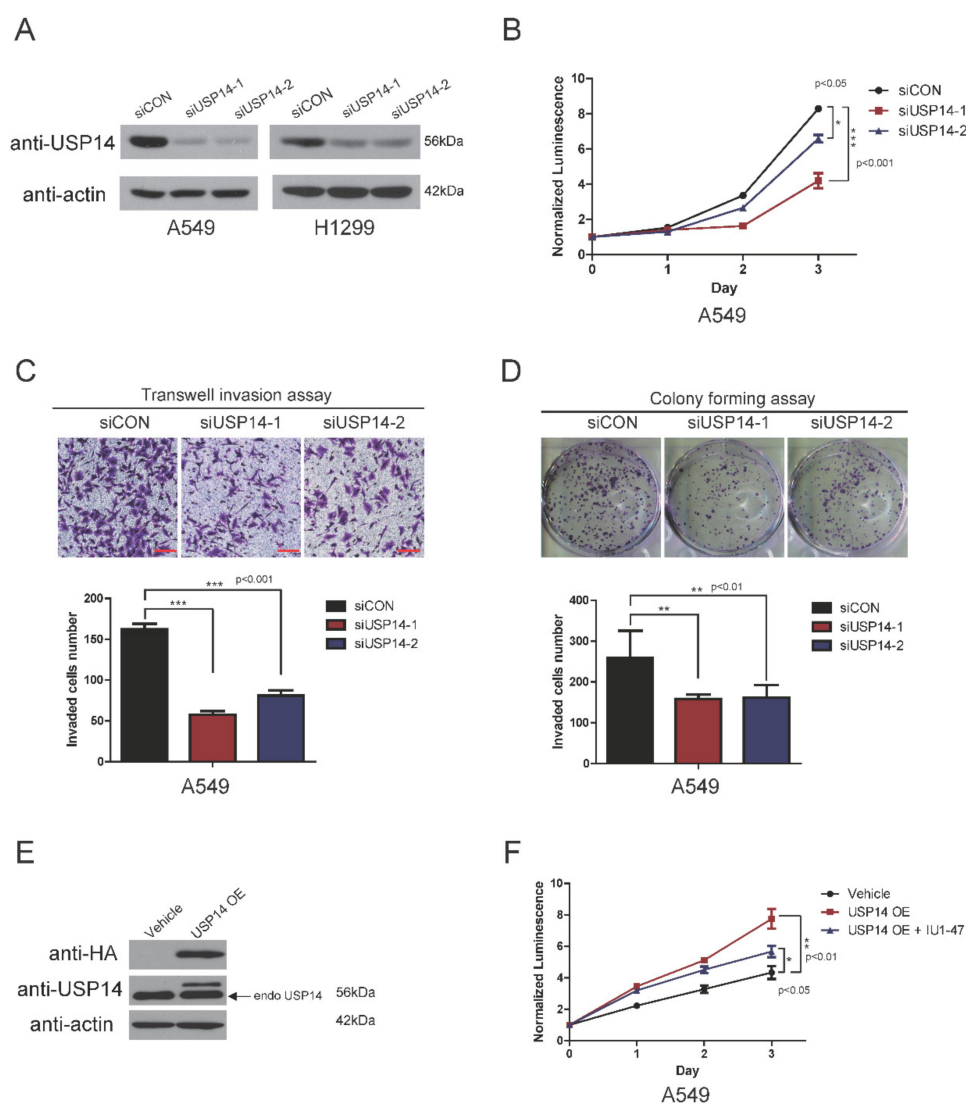 A
siCON
siUSP14-1
siUSP14-2
siCON
siUSP14-1
siUSP14-2
anti-USP14
56kDa
anti-actin
42kDa
A549
H1299
B
Normalized Luminescence
10
8
6
4
2
0
0
1
2
3
Day
A549
p<0.05
*
***
p<0.001
siCON
siUSP14-1
siUSP14-2
C
Transwell invasion assay
siCON
siUSP14-1
siUSP14-2
Invaded cells number
200
150
100
50
0
*** p<0.001
***
siCON
siUSP14-1
siUSP14-2
A549
D
Colony forming assay
siCON
siUSP14-1
siUSP14-2
Invaded cells number
400
300
200
100
0
** p<0.01
**
siCON
siUSP14-1
siUSP14-2
A549
E
Vehicle
USP14 OE
anti-HA
anti-USP14
endo USP14
56kDa
anti-actin
42kDa
F
Normalized Luminescence
10
8
6
4
2
0
0
1
2
3
Day
A549
Vehicle
USP14 OE
USP14 OE + IU1-47
**
p<0.01
*
p<0.05